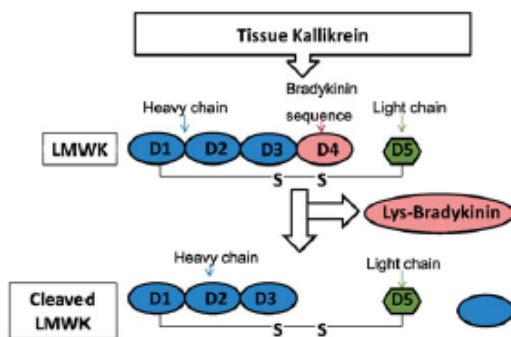 Tissue Kallikrein
Bradykinin
Heavy chain sequence Light chain
LMWK D1 D2 D3 D4 D5
S S
Lys-Bradykinin
Heavy chain Light chain
Cleaved LMWK D1 D2 D3 D5
S S